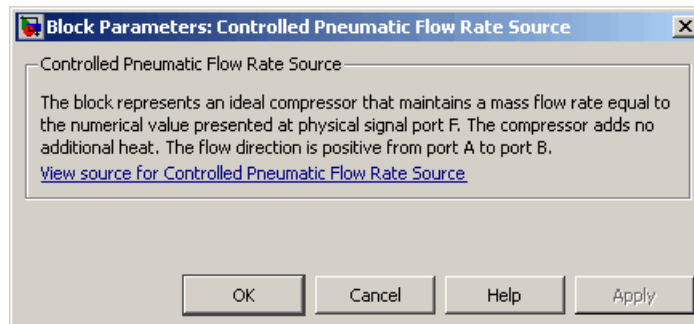 Block Parameters: Controlled Pneumatic Flow Rate Source
Controlled Pneumatic Flow Rate Source
The block represents an ideal compressor that maintains a mass flow rate equal to
the numerical value presented at physical signal port F. The compressor adds no
additional heat. The flow direction is positive from port A to port B.
View source for Controlled Pneumatic Flow Rate Source
OK Cancel Help Apply